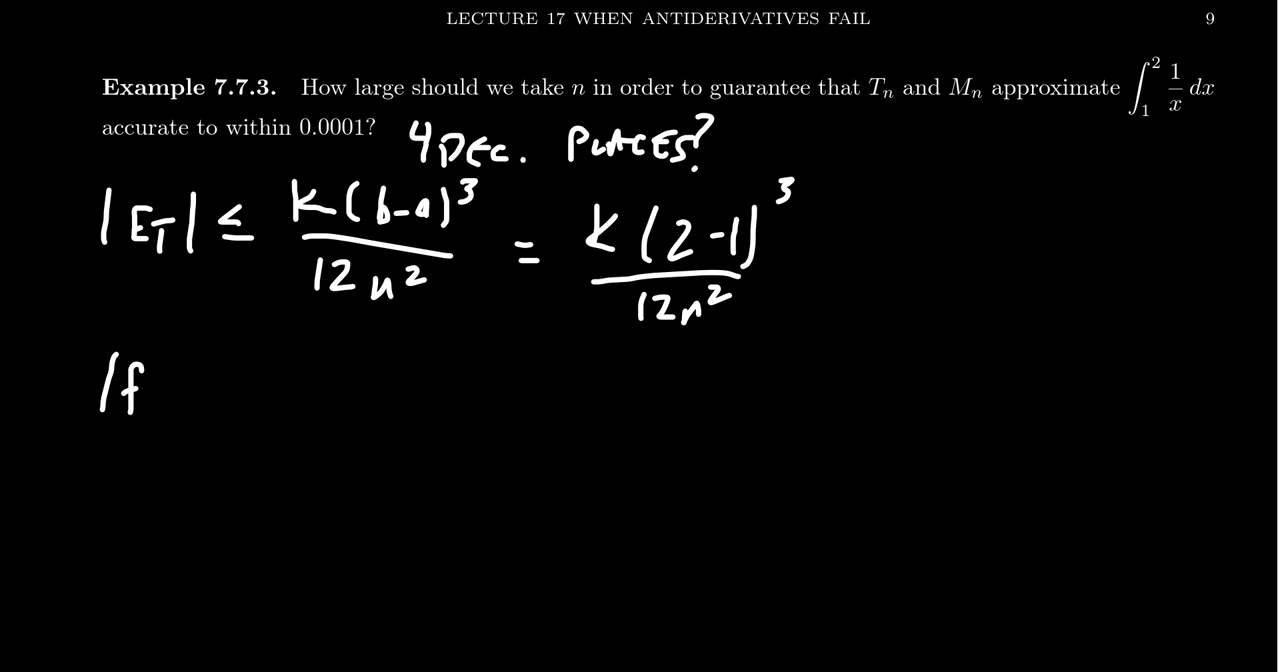 LECTURE 17 WHEN ANTIDERIVATIVES FAIL 9
Example 7.7.3. How large should we take n in order to guarantee that Tₙ and Mₙ approximate ∫₁² 1/x dx
accurate to within 0.0001? 4 DEC. PLACES?
|E_T| ≤ K(b-a)³/12n² = K(2-1)³/12n²
|f